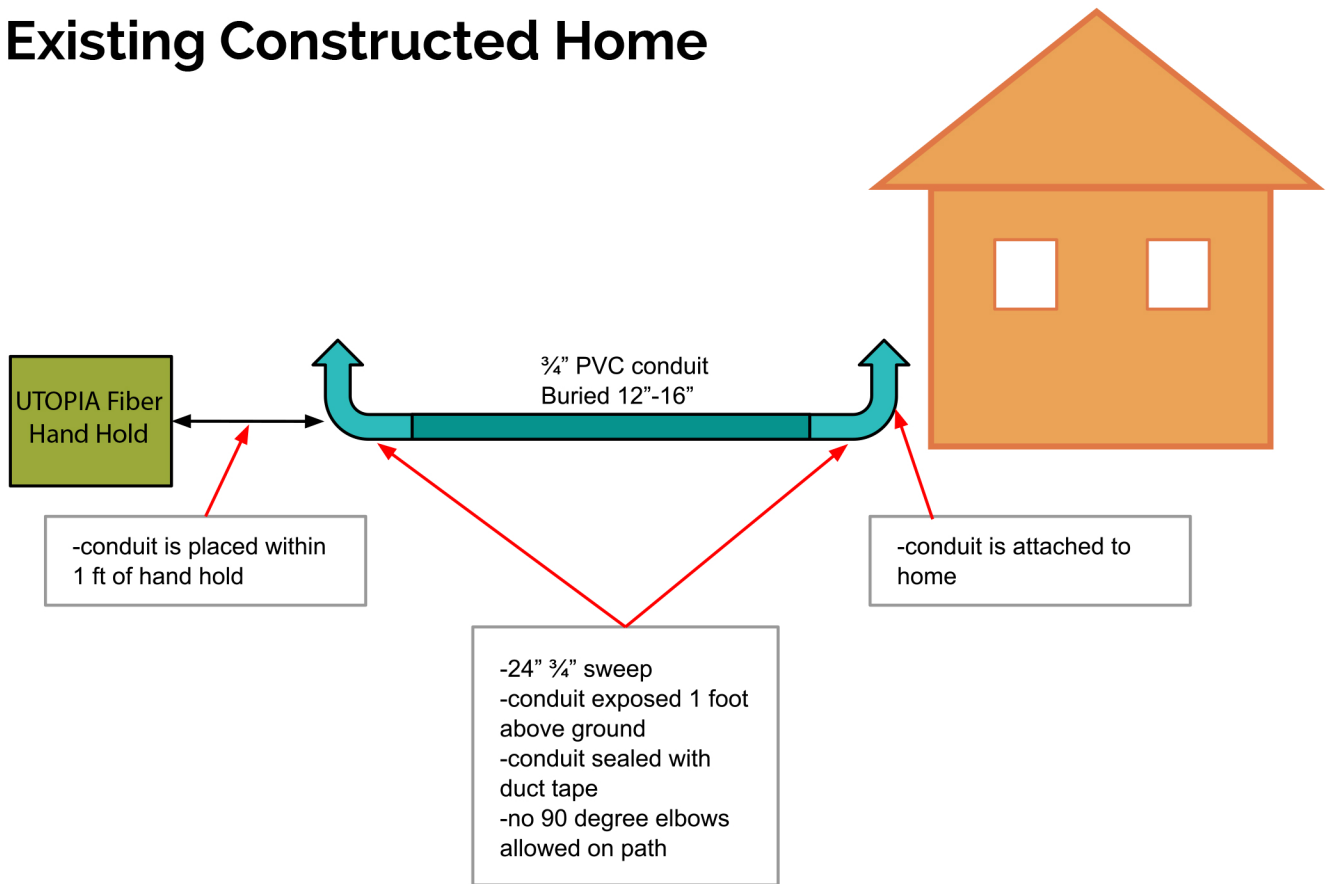 Existing Constructed Home
¾” PVC conduit
Buried 12”-16”
UTOPIA Fiber
Hand Hold
-conduit is placed within
1 ft of hand hold
-conduit is attached to
home
-24” ¾” sweep
-conduit exposed 1 foot
above ground
-conduit sealed with
duct tape
-no 90 degree elbows
allowed on path